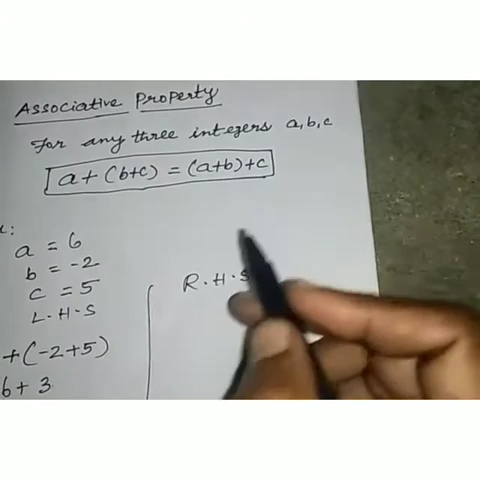 Associative Property
For any three integers a,b,c
a + (b+c) = (a+b)+c
a = 6
b = -2
c = 5
L.H.S
R.H.S
+(-2+5)
6+3